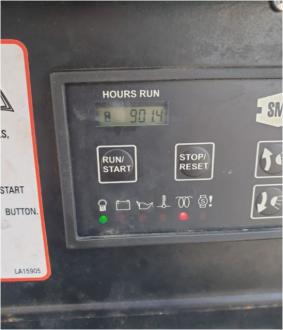 HOURS RUN
9014
RUN/
START
STOP/
RESET
SM
START
BUTTON.
LA15905